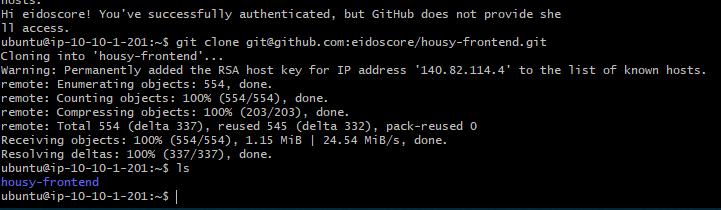 hosts.
Hi eidoscore! You've successfully authenticated, but GitHub does not provide she
ll access.
ubuntu@ip-10-10-1-201:~$ git clone git@github.com:eidoscore/housy-frontend.git
Cloning into 'housy-frontend'...
Warning: Permanently added the RSA host key for IP address '140.82.114.4' to the list of known hosts.
remote: Enumerating objects: 554, done.
remote: Counting objects: 100% (554/554), done.
remote: Compressing objects: 100% (203/203), done.
remote: Total 554 (delta 337), reused 545 (delta 332), pack-reused 0
Receiving objects: 100% (554/554), 1.15 MiB | 24.54 MiB/s, done.
Resolving deltas: 100% (337/337), done.
ubuntu@ip-10-10-1-201:~$ ls
housy-frontend
ubuntu@ip-10-10-1-201:~$